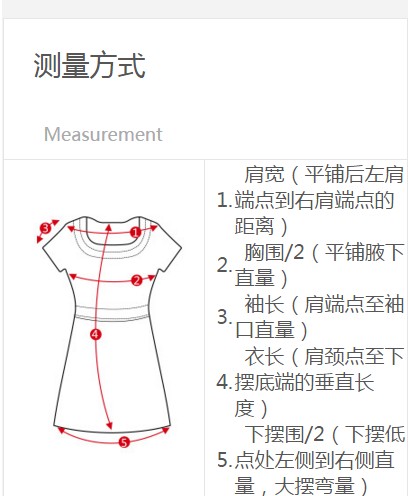 测量方式
Measurement
肩宽（平铺后左肩
1.端点到右肩端点的
距离）
胸围/2（平铺腋下
2.直量）
袖长（肩端点至袖
3.口直量）
衣长（肩颈点至下
4.摆底端的垂直长
度）
下摆围/2（下摆低
5.点处左侧到右侧直
量，大摆弯量）
3
1
2
4
5